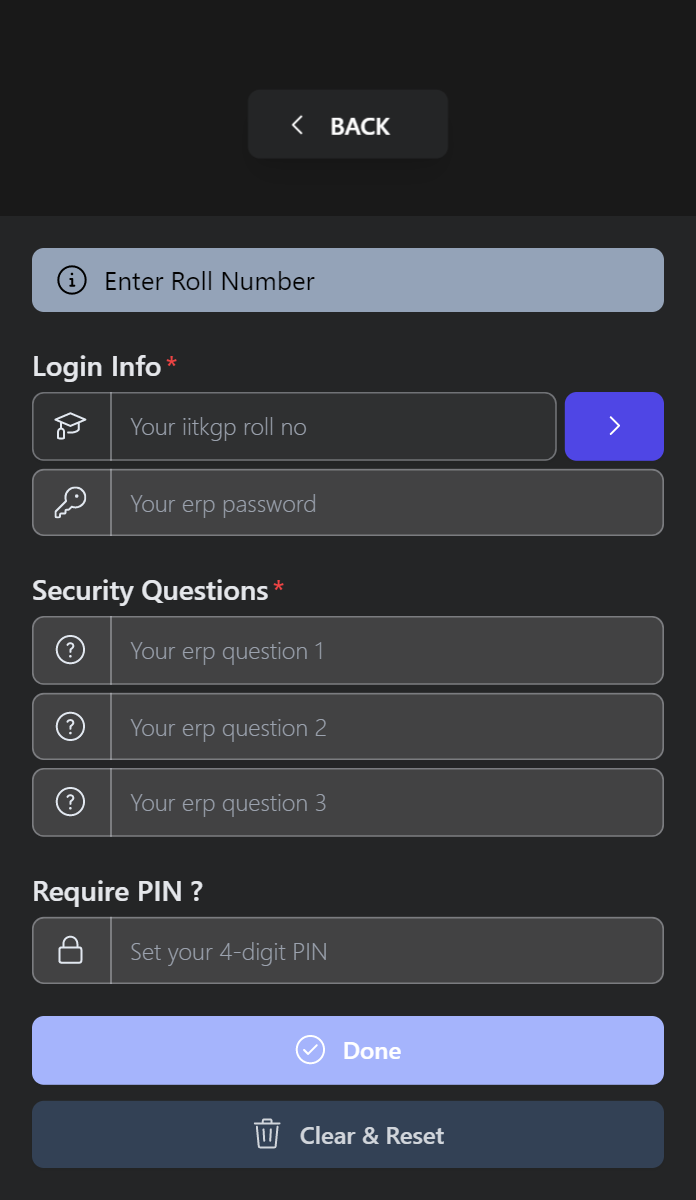 BACK
Enter Roll Number
Login Info *
Your iitkgp roll no
Your erp password
Security Questions *
Your erp question 1
Your erp question 2
Your erp question 3
Require PIN ?
Set your 4-digit PIN
Done
Clear & Reset